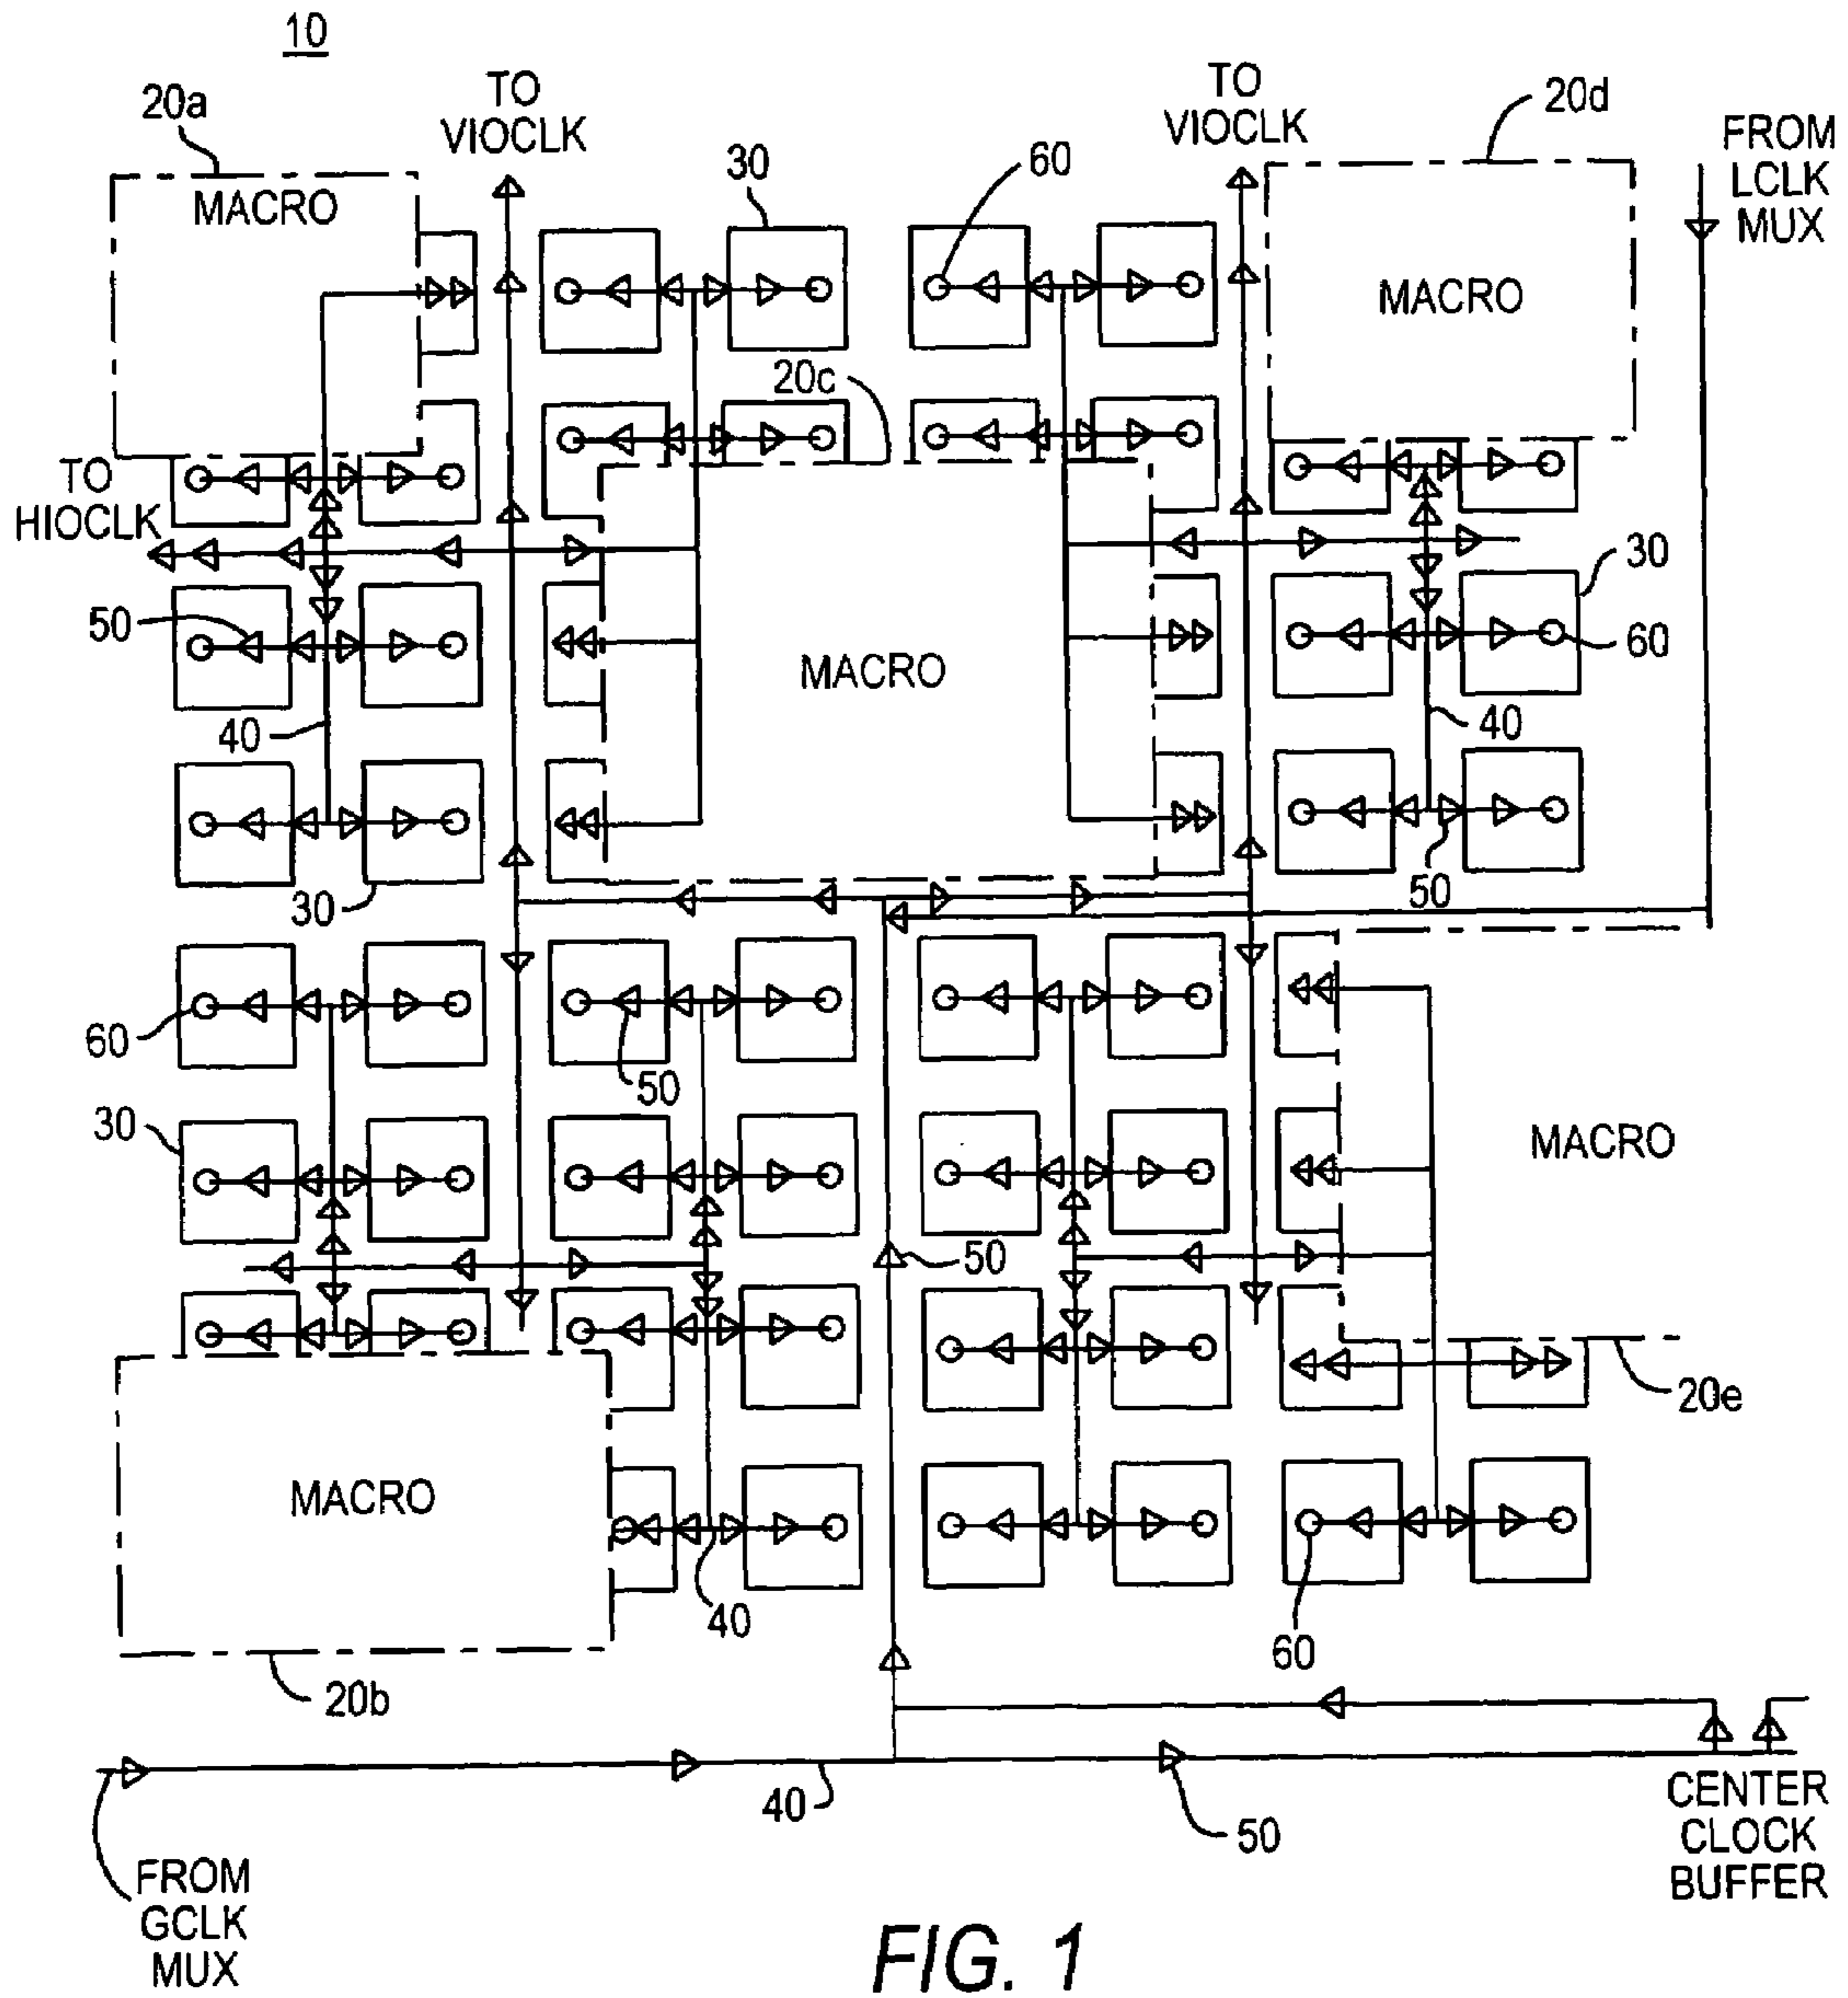 10
20a
TO
VIOCLK
TO
VIOCLK
20d
FROM
LCLK
MUX
MACRO
30
60
MACRO
20c
TO
HIOCLK
30
50
60
MACRO
40
40
30
50
60
50
30
MACRO
50
20e
MACRO
40
60
20b
40
50
CENTER
CLOCK
BUFFER
FROM
GCLK
MUX
FIG. 1